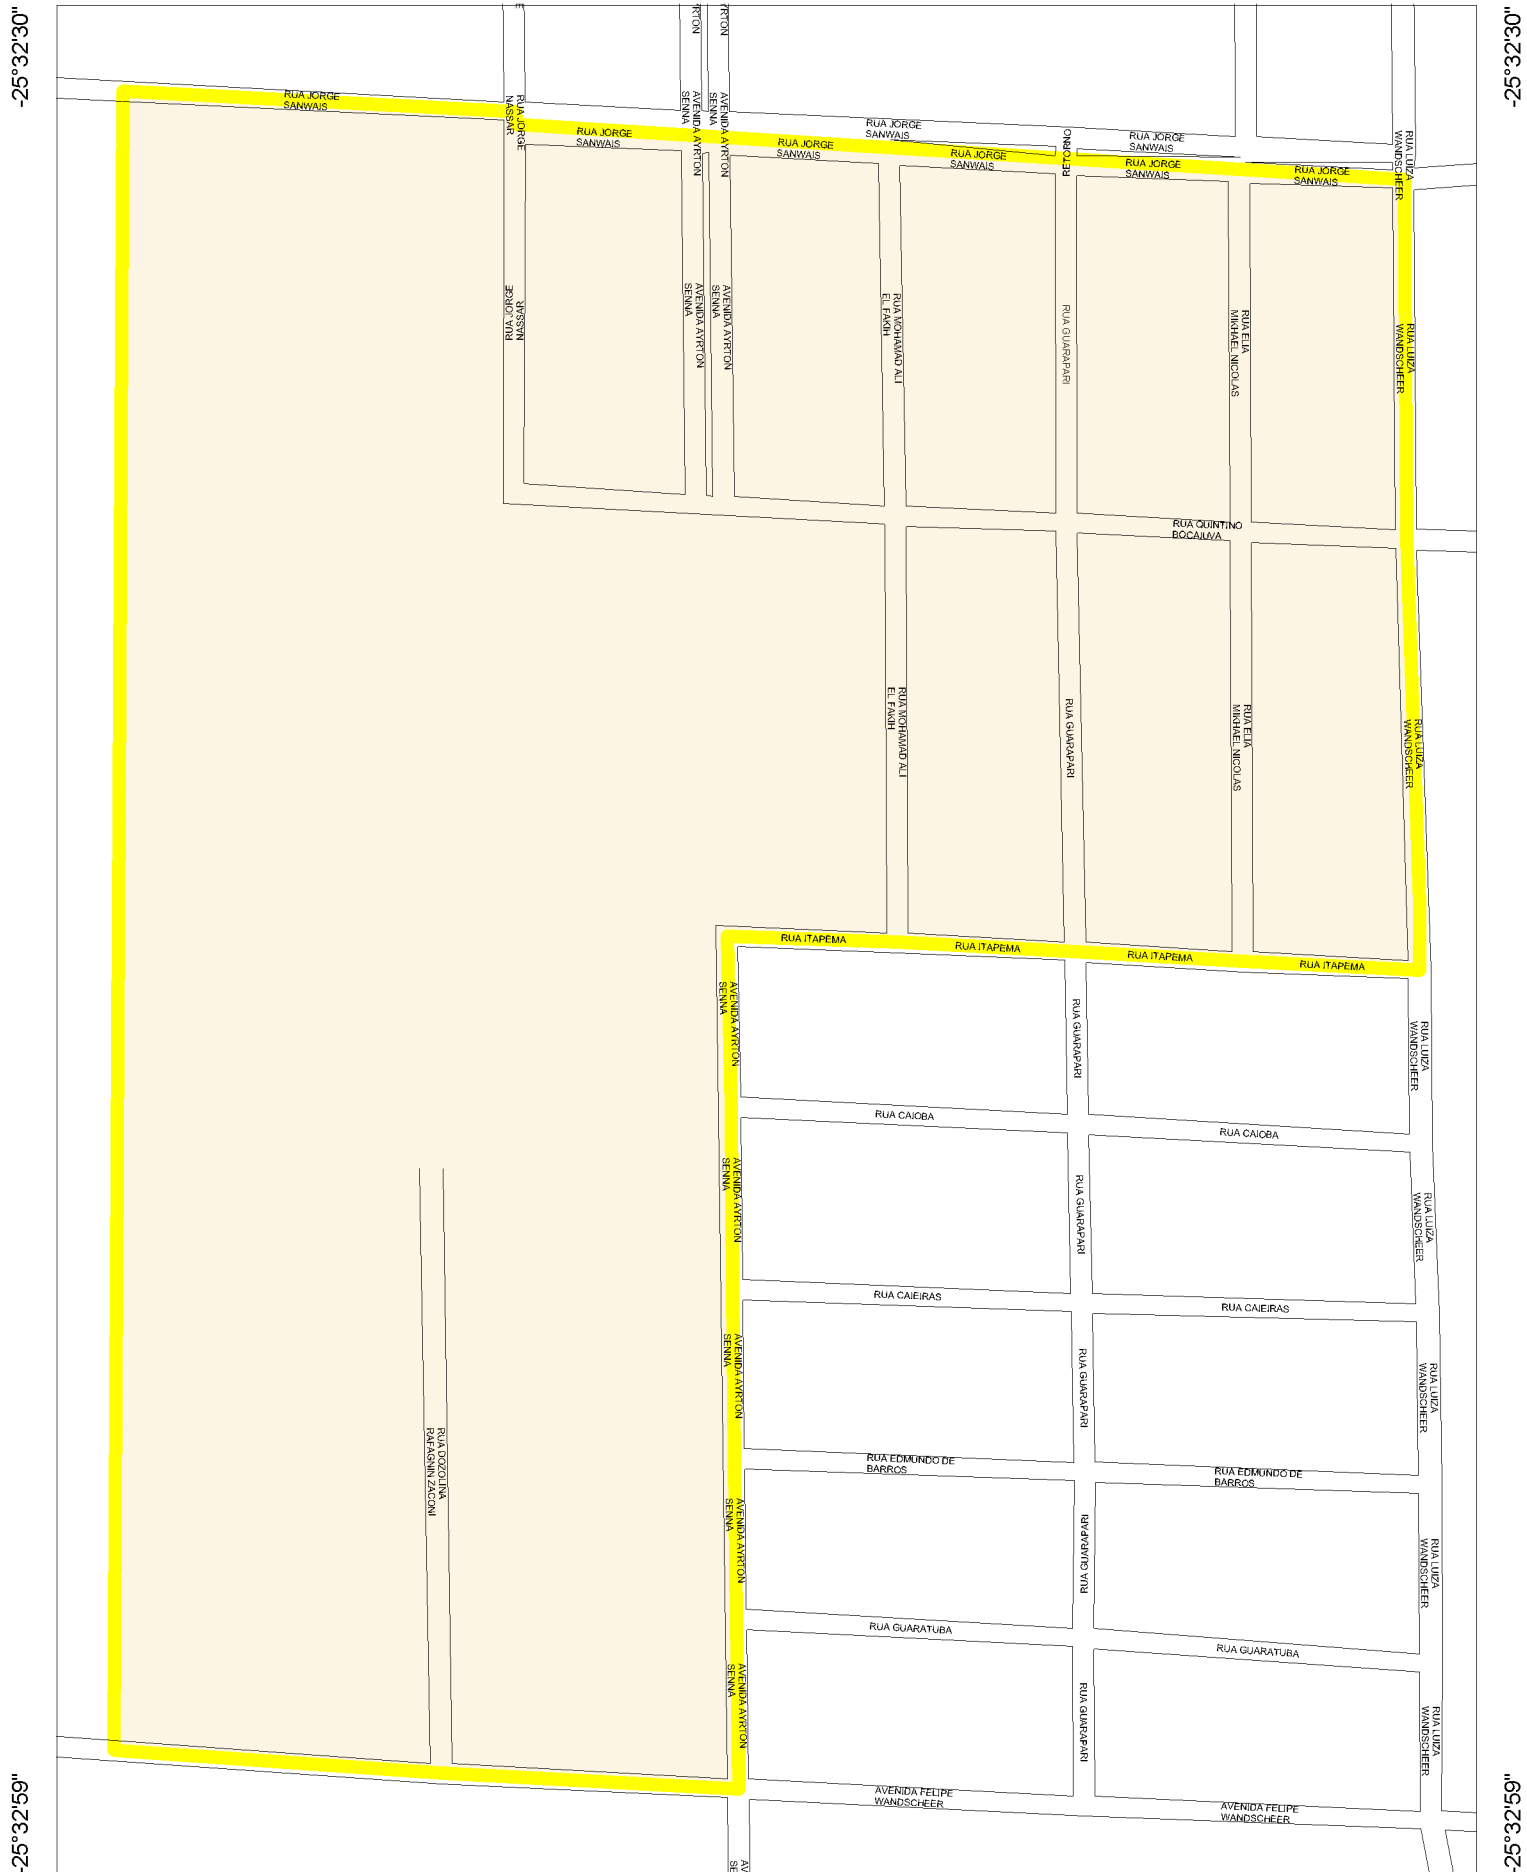 -25°32'30"
-25°32'30"
E
RTON
RTON
RUA JORGE
SANWAIS
RUA JORGE
NASSAR
RUA JORGE
SANWAIS
AVENIDA AYRTON
SENNA
AVENIDA AYRTON
SENNA
RUA JORGE
SANWAIS
RUA JORGE
SANWAIS
RUA JORGE
SANWAIS
RETORNO
RUA JORGE
SANWAIS
RUA JORGE
SANWAIS
RUA JORGE
SANWAIS
RUA LUIZA
WANDSCHEER
RUA JORGE
NASSAR
AVENIDA AYRTON
SENNA
AVENIDA AYRTON
SENNA
RUA MOHAMAD ALI
EL FAKIH
RUA GUARAPARI
RUA ELIA
MIKHAEL NICOLAS
RUA LUIZA
WANDSCHEER
RUA QUINTINO
BOCAIUVA
RUA MOHAMAD ALI
EL FAKIH
RUA GUARAPARI
RUA ELIA
MIKHAEL NICOLAS
RUA LUIZA
WANDSCHEER
RUA ITAPEMA
RUA ITAPEMA
RUA ITAPEMA
RUA ITAPEMA
AVENIDA AYRTON
SENNA
RUA GUARAPARI
RUA LUIZA
WANDSCHEER
RUA CAIOBA
RUA CAIOBA
AVENIDA AYRTON
SENNA
RUA GUARAPARI
RUA LUIZA
WANDSCHEER
RUA CAIEIRAS
RUA CAIEIRAS
AVENIDA AYRTON
SENNA
RUA GUARAPARI
RUA LUIZA
WANDSCHEER
RUA DOZOLINA
RAFAGNIN ZACONI
RUA EDMUNDO DE
BARROS
RUA EDMUNDO DE
BARROS
AVENIDA AYRTON
SENNA
RUA GUARAPARI
RUA LUIZA
WANDSCHEER
RUA GUARATUBA
RUA GUARATUBA
AVENIDA AYRTON
SENNA
RUA GUARAPARI
RUA LUIZA
WANDSCHEER
AVENIDA FELIPE
WANDSCHEER
AVENIDA FELIPE
WANDSCHEER
-25°32'59"
-25°32'59"
AV
SE